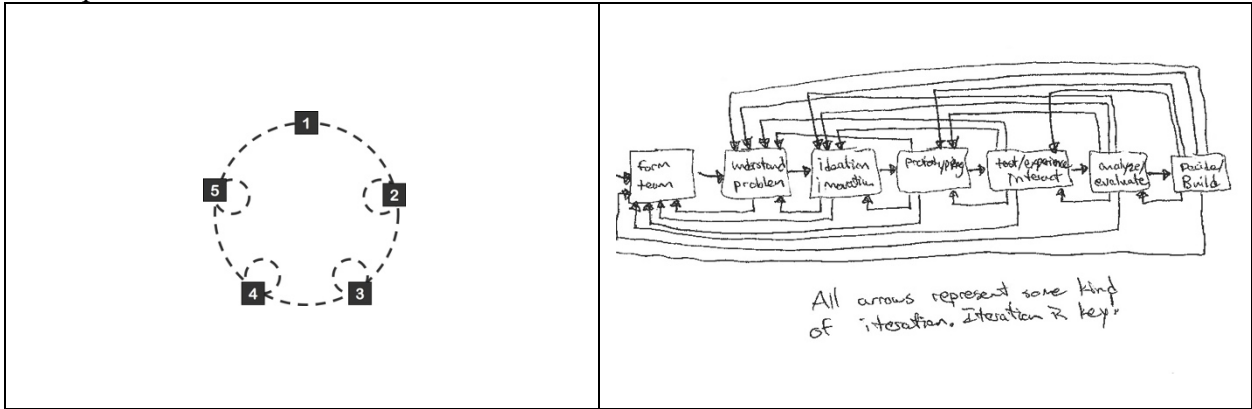 1
2
3
4
5
form
team
understand
problem
ideation
innovation
prototyping
test/experience
interact
analyze/
evaluate
Decide/
Build
All arrows represent some kind
of iteration. Iteration is key.